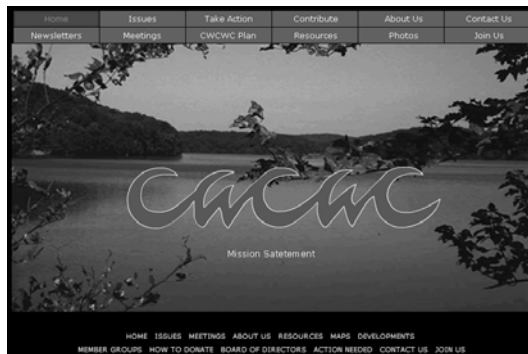 Home Issues Take Action Contribute About Us Contact Us
Newsletters Meetings CWCWC Plan Resources Photos Join Us
CWCWC
Mission Satetement
HOME ISSUES MEETINGS ABOUT US RESOURCES MAPS DEVELOPMENTS
MEMBER GROUPS HOW TO DONATE BOARD OF DIRECTORS ACTION NEEDED CONTACT US JOIN US